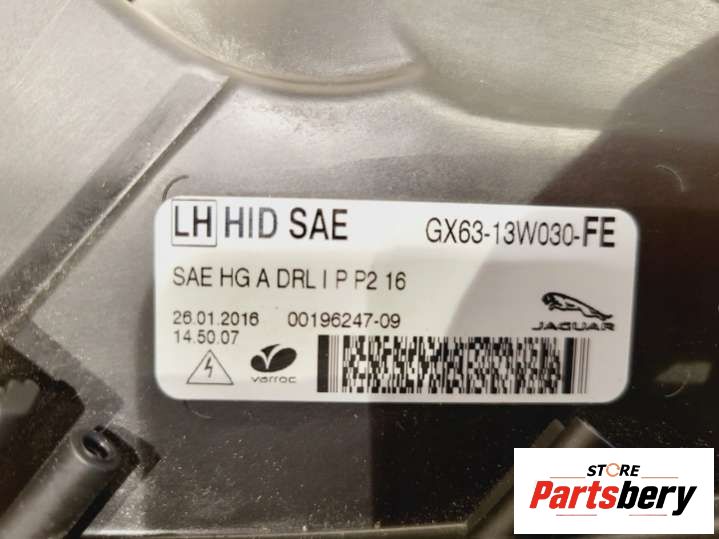 LH HID SAE GX63-13W030-FE
SAE HG A DRL I P P2 16
26.01.2016 00196247-09
14.50.07
JAGUAR
varroc
STORE
Partsbery